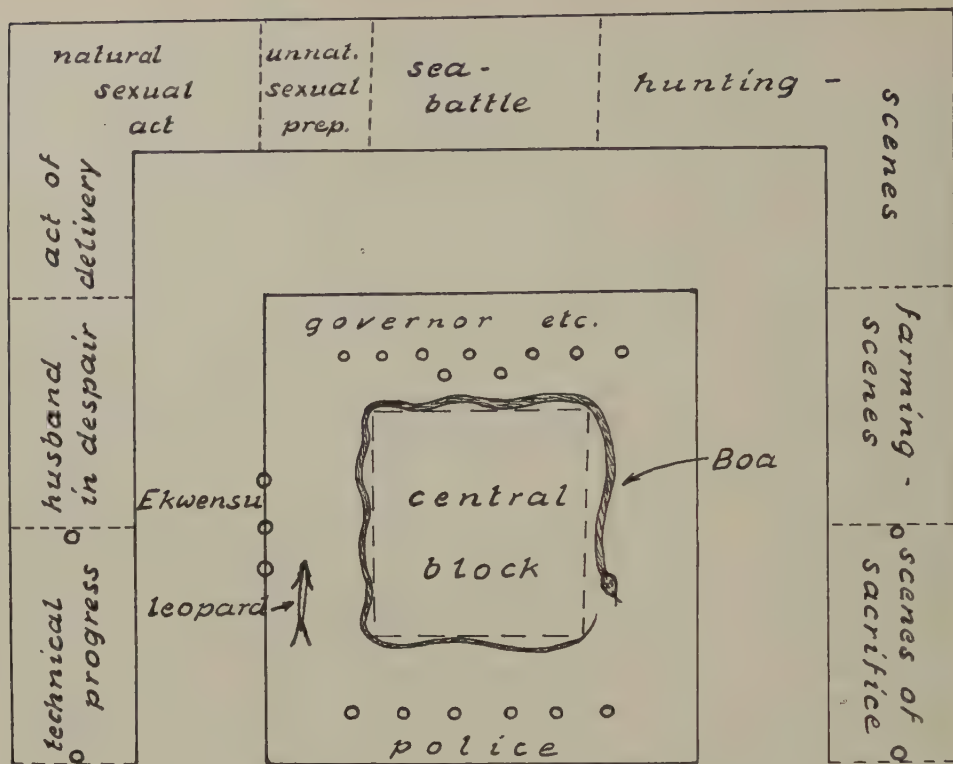 natural
sexual
act
unnat.
sexual
prep.
sea-
battle
hunting -
scenes
act of
delivery
husband
in despair
technical
progress
farming -
scenes
scenes of
sacrifice
governor etc.
Ekwensu
leopard
central
block
Boa
police